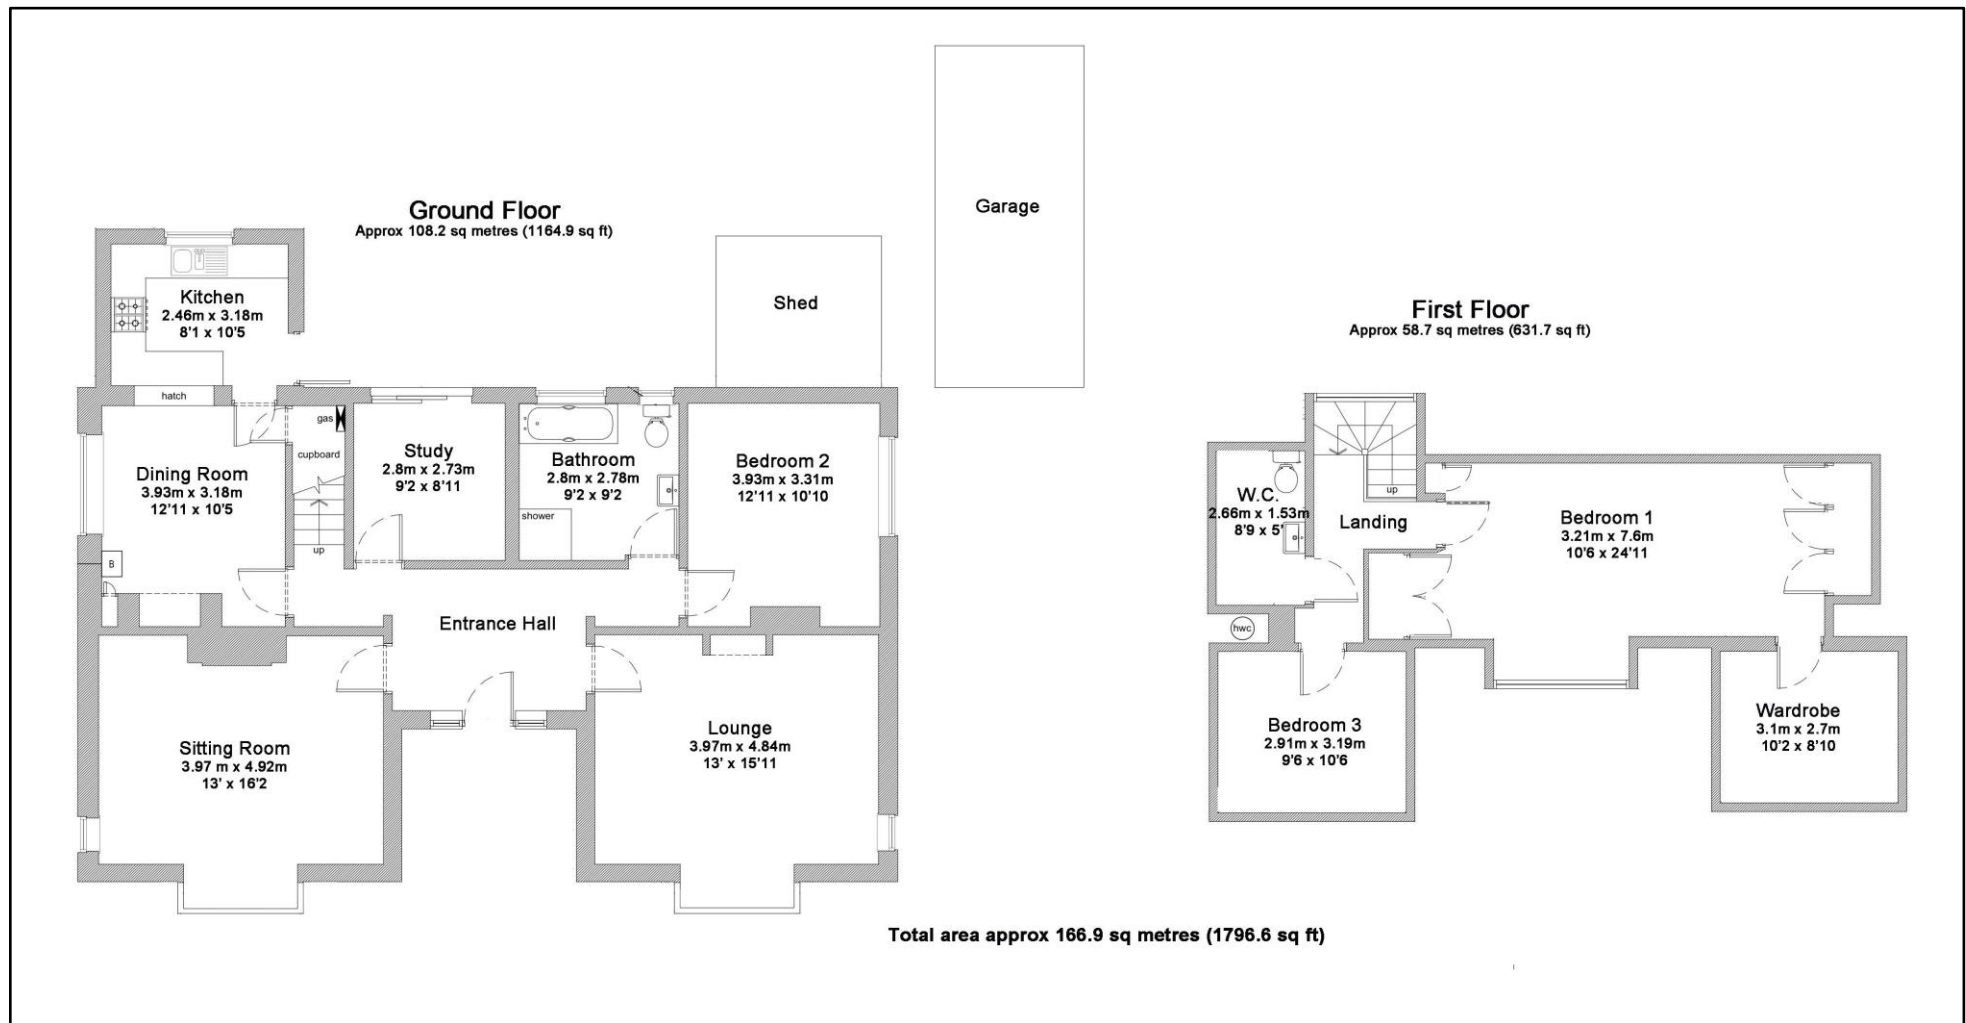 Ground Floor
Approx 108.2 sq metres (1164.9 sq ft)
Garage
Shed
Kitchen
2.46m x 3.18m
8'1 x 10'5
hatch
gas
cupboard
up
Dining Room
3.93m x 3.18m
12'11 x 10'5
B
Study
2.8m x 2.73m
9'2 x 8'11
Bathroom
2.8m x 2.78m
9'2 x 9'2
shower
Bedroom 2
3.93m x 3.31m
12'11 x 10'10
Entrance Hall
Sitting Room
3.97 m x 4.92m
13' x 16'2
Lounge
3.97m x 4.84m
13' x 15'11
First Floor
Approx 58.7 sq metres (631.7 sq ft)
W.C.
2.66m x 1.53m
8'9 x 5'
up
Landing
Bedroom 1
3.21m x 7.6m
10'6 x 24'11
hwc
Bedroom 3
2.91m x 3.19m
9'6 x 10'6
Wardrobe
3.1m x 2.7m
10'2 x 8'10
Total area approx 166.9 sq metres (1796.6 sq ft)